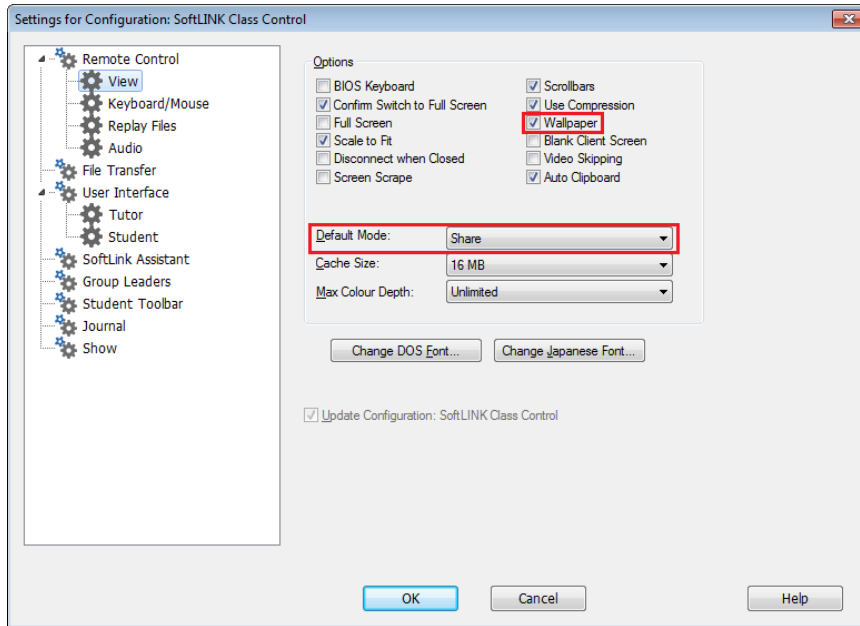 Settings for Configuration: SoftLINK Class Control
Remote Control
View
Keyboard/Mouse
Replay Files
Audio
File Transfer
User Interface
Tutor
Student
SoftLink Assistant
Group Leaders
Student Toolbar
Journal
Show
Options
BIOS Keyboard
Confirm Switch to Full Screen
Full Screen
Scale to Fit
Disconnect when Closed
Screen Scrape
Scrollbars
Use Compression
Wallpaper
Blank Client Screen
Video Skipping
Auto Clipboard
Default Mode: Share
Cache Size: 16 MB
Max Colour Depth: Unlimited
Change DOS Font... Change Japanese Font...
Update Configuration: SoftLINK Class Control
OK Cancel Help